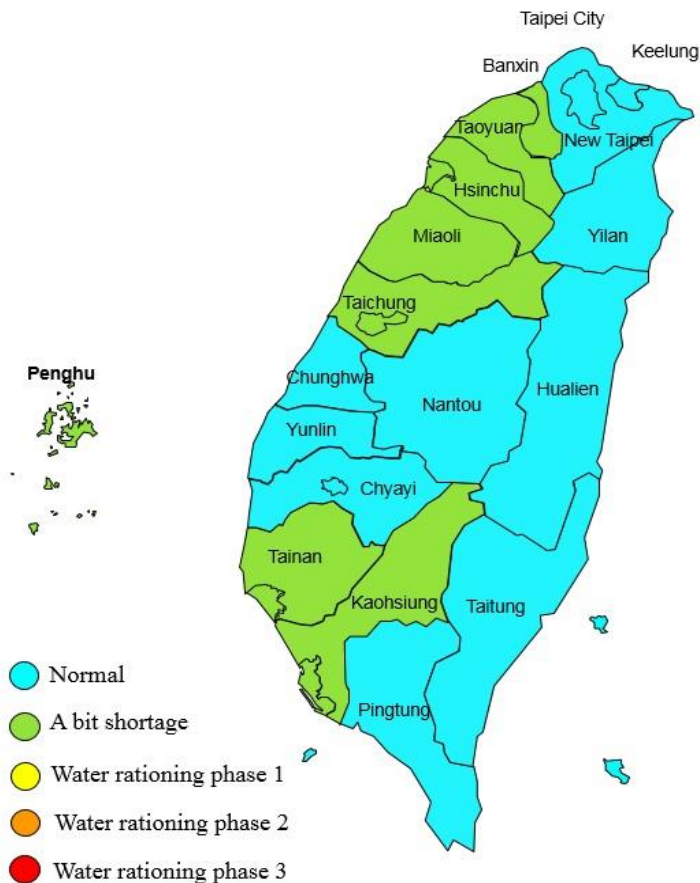 Taipei City
Keelung
Banxin
Taoyuan
New Taipei
Hsinchu
Miaoli
Yilan
Taichung
Penghu
Chunghwa
Nantou
Hualien
Yunlin
Chyayi
Tainan
Kaohsiung
Taitung
Pingtung
Normal
A bit shortage
Water rationing phase 1
Water rationing phase 2
Water rationing phase 3